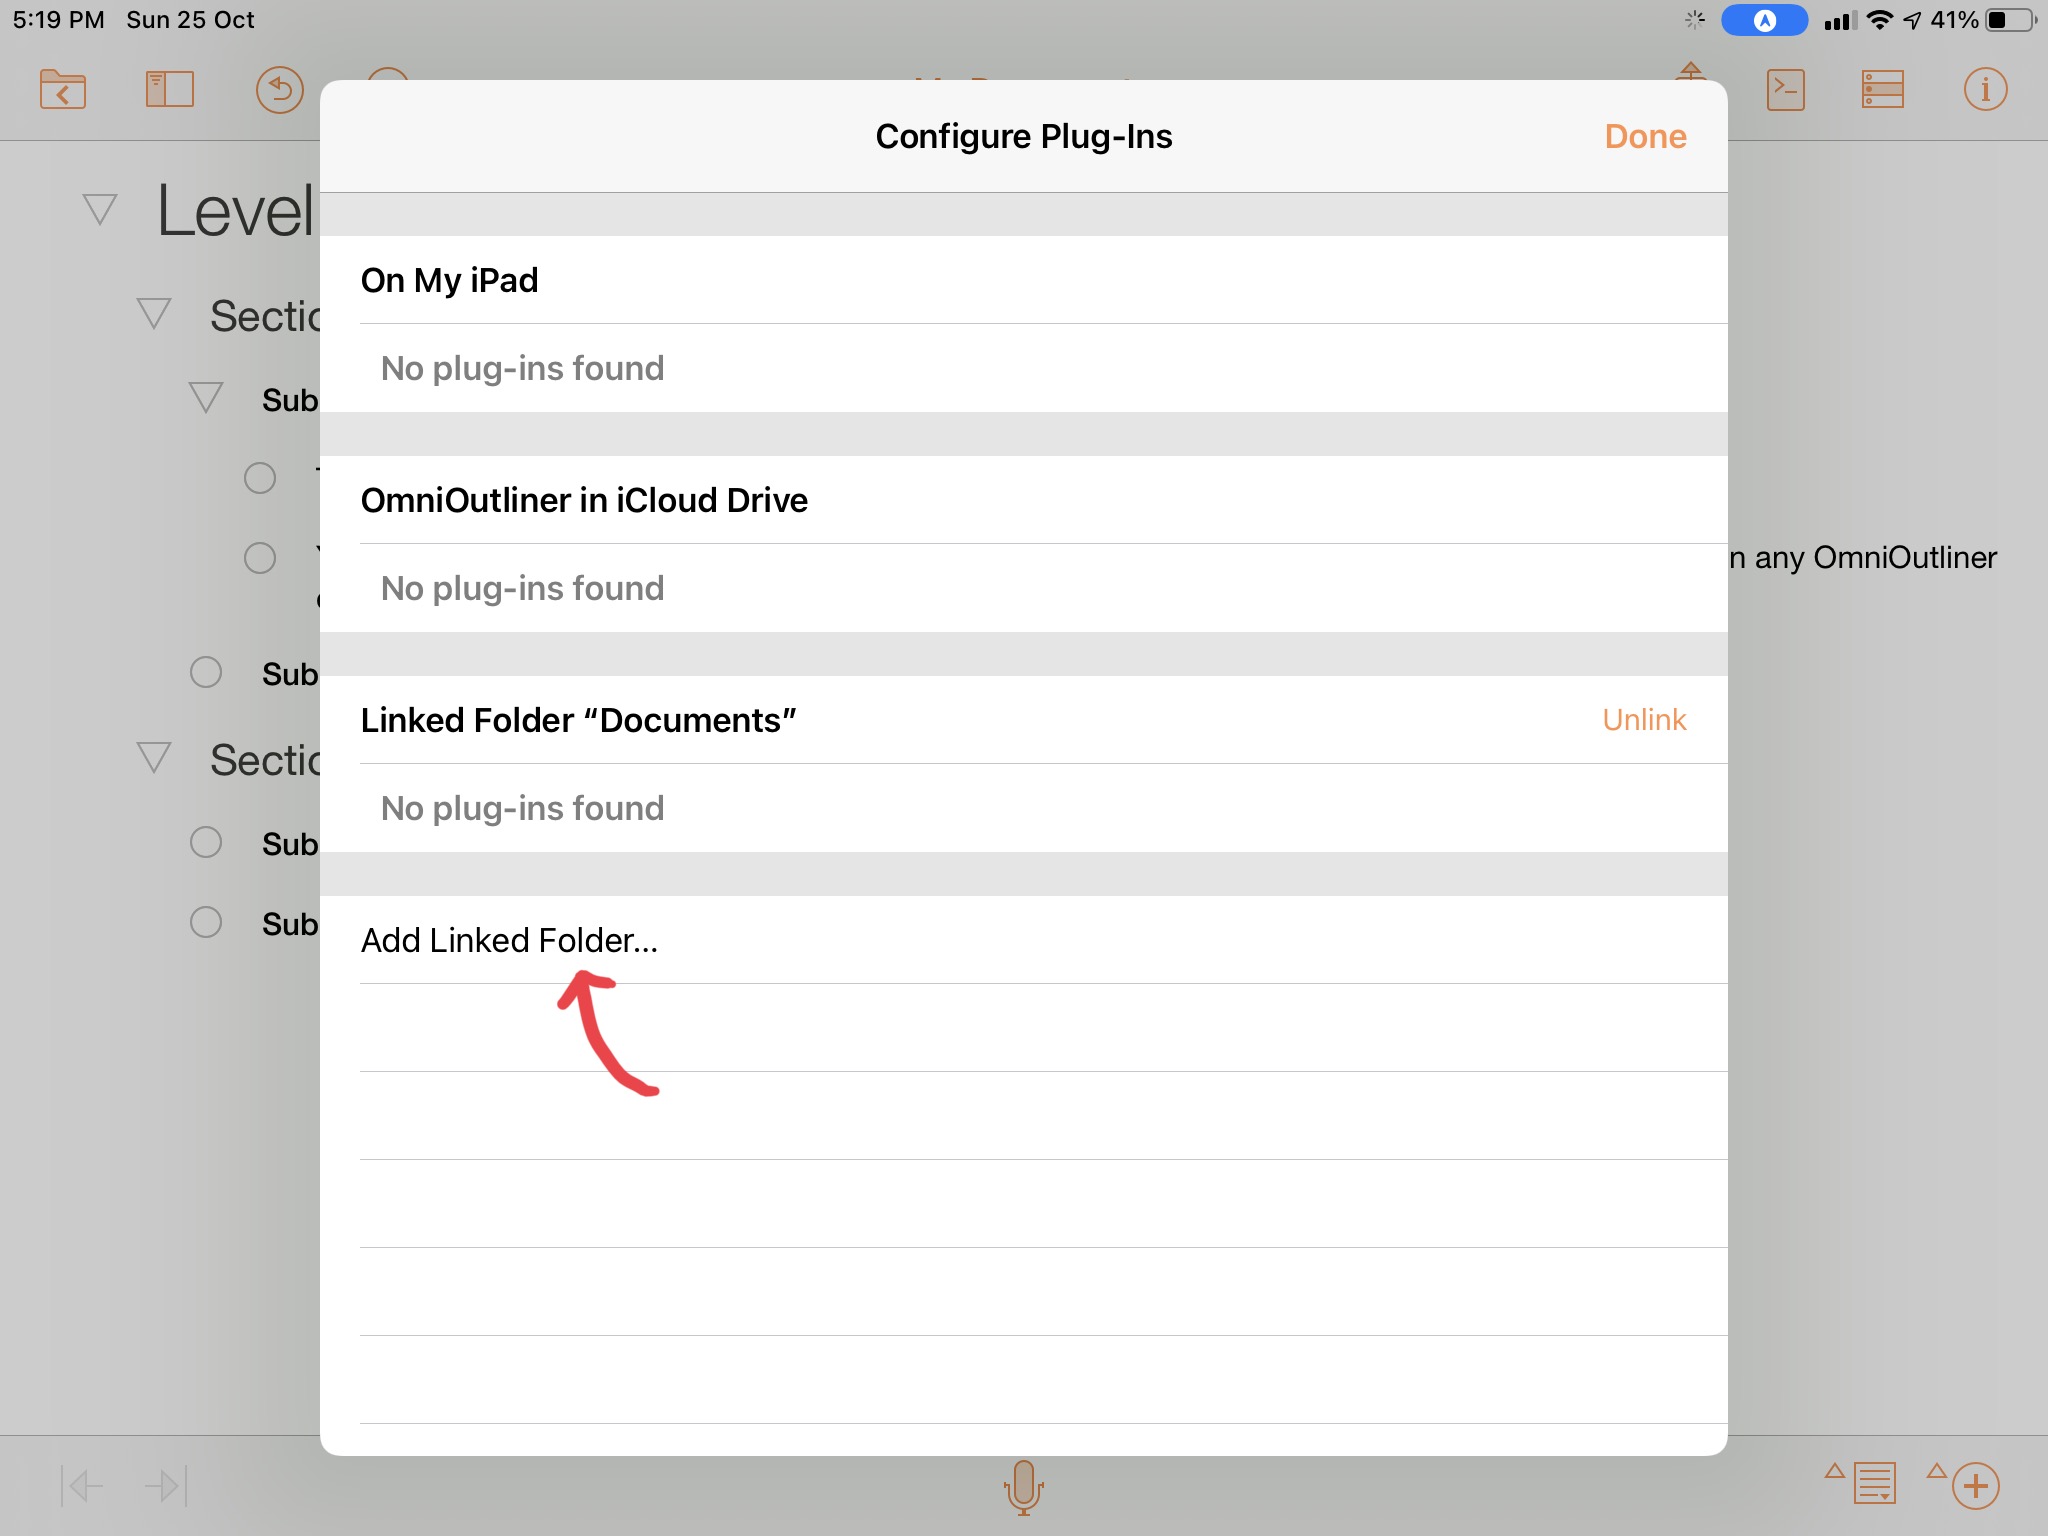 5:19 PM Sun 25 Oct
41%
Configure Plug-Ins
Done
Level
On My iPad
Sectio
No plug-ins found
Sub
OmniOutliner in iCloud Drive
n any OmniOutliner
No plug-ins found
Sub
Linked Folder “Documents”
Unlink
Sectio
No plug-ins found
Sub
Sub
Add Linked Folder...